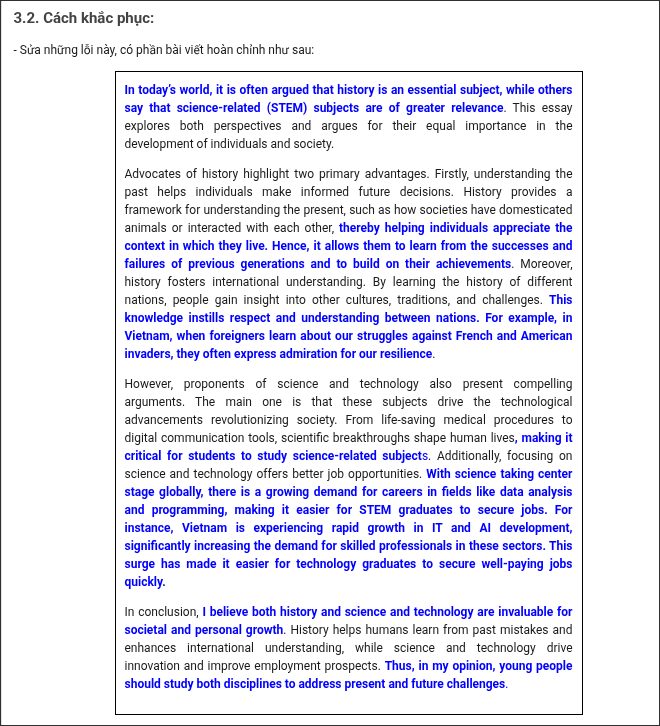 3.2. Cách khắc phục:
- Sửa những lỗi này, có phần bài viết hoàn chỉnh như sau:
In today's world, it is often argued that history is an essential subject, while others
say that science-related (STEM) subjects are of greater relevance. This essay
explores both perspectives and argues for their equal importance in the
development of individuals and society.
Advocates of history highlight two primary advantages. Firstly, understanding the
past helps individuals make informed future decisions. History provides a
framework for understanding the present, such as how societies have domesticated
animals or interacted with each other, thereby helping individuals appreciate the
context in which they live. Hence, it allows them to learn from the successes and
failures of previous generations and to build on their achievements. Moreover,
history fosters international understanding. By learning the history of different
nations, people gain insight into other cultures, traditions, and challenges. This
knowledge instills respect and understanding between nations. For example, in
Vietnam, when foreigners learn about our struggles against French and American
invaders, they often express admiration for our resilience.
However, proponents of science and technology also present compelling
arguments. The main one is that these subjects drive the technological
advancements revolutionizing society. From life-saving medical procedures to
digital communication tools, scientific breakthroughs shape human lives, making it
critical for students to study science-related subjects. Additionally, focusing on
science and technology offers better job opportunities. With science taking center
stage globally, there is a growing demand for careers in fields like data analysis
and programming, making it easier for STEM graduates to secure jobs. For
instance, Vietnam is experiencing rapid growth in IT and AI development,
significantly increasing the demand for skilled professionals in these sectors. This
surge has made it easier for technology graduates to secure well-paying jobs
quickly.
In conclusion, I believe both history and science and technology are invaluable for
societal and personal growth. History helps humans learn from past mistakes and
enhances international understanding, while science and technology drive
innovation and improve employment prospects. Thus, in my opinion, young people
should study both disciplines to address present and future challenges.